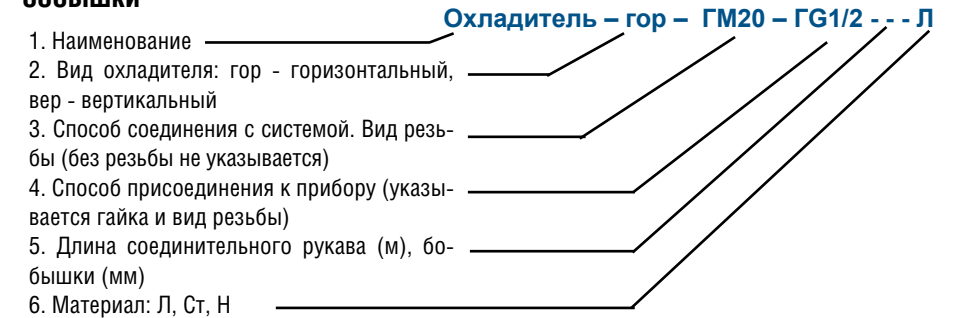 бобышки
Охладитель – гор – ГМ20 – ГG1/2 - - - Л
1. Наименование
2. Вид охладителя: гор - горизонтальный,
вер - вертикальный
3. Способ соединения с системой. Вид резь-
бы (без резьбы не указывается)
4. Способ присоединения к прибору (указы-
вается гайка и вид резьбы)
5. Длина соединительного рукава (м), бо-
бышки (мм)
6. Материал: Л, Ст, Н